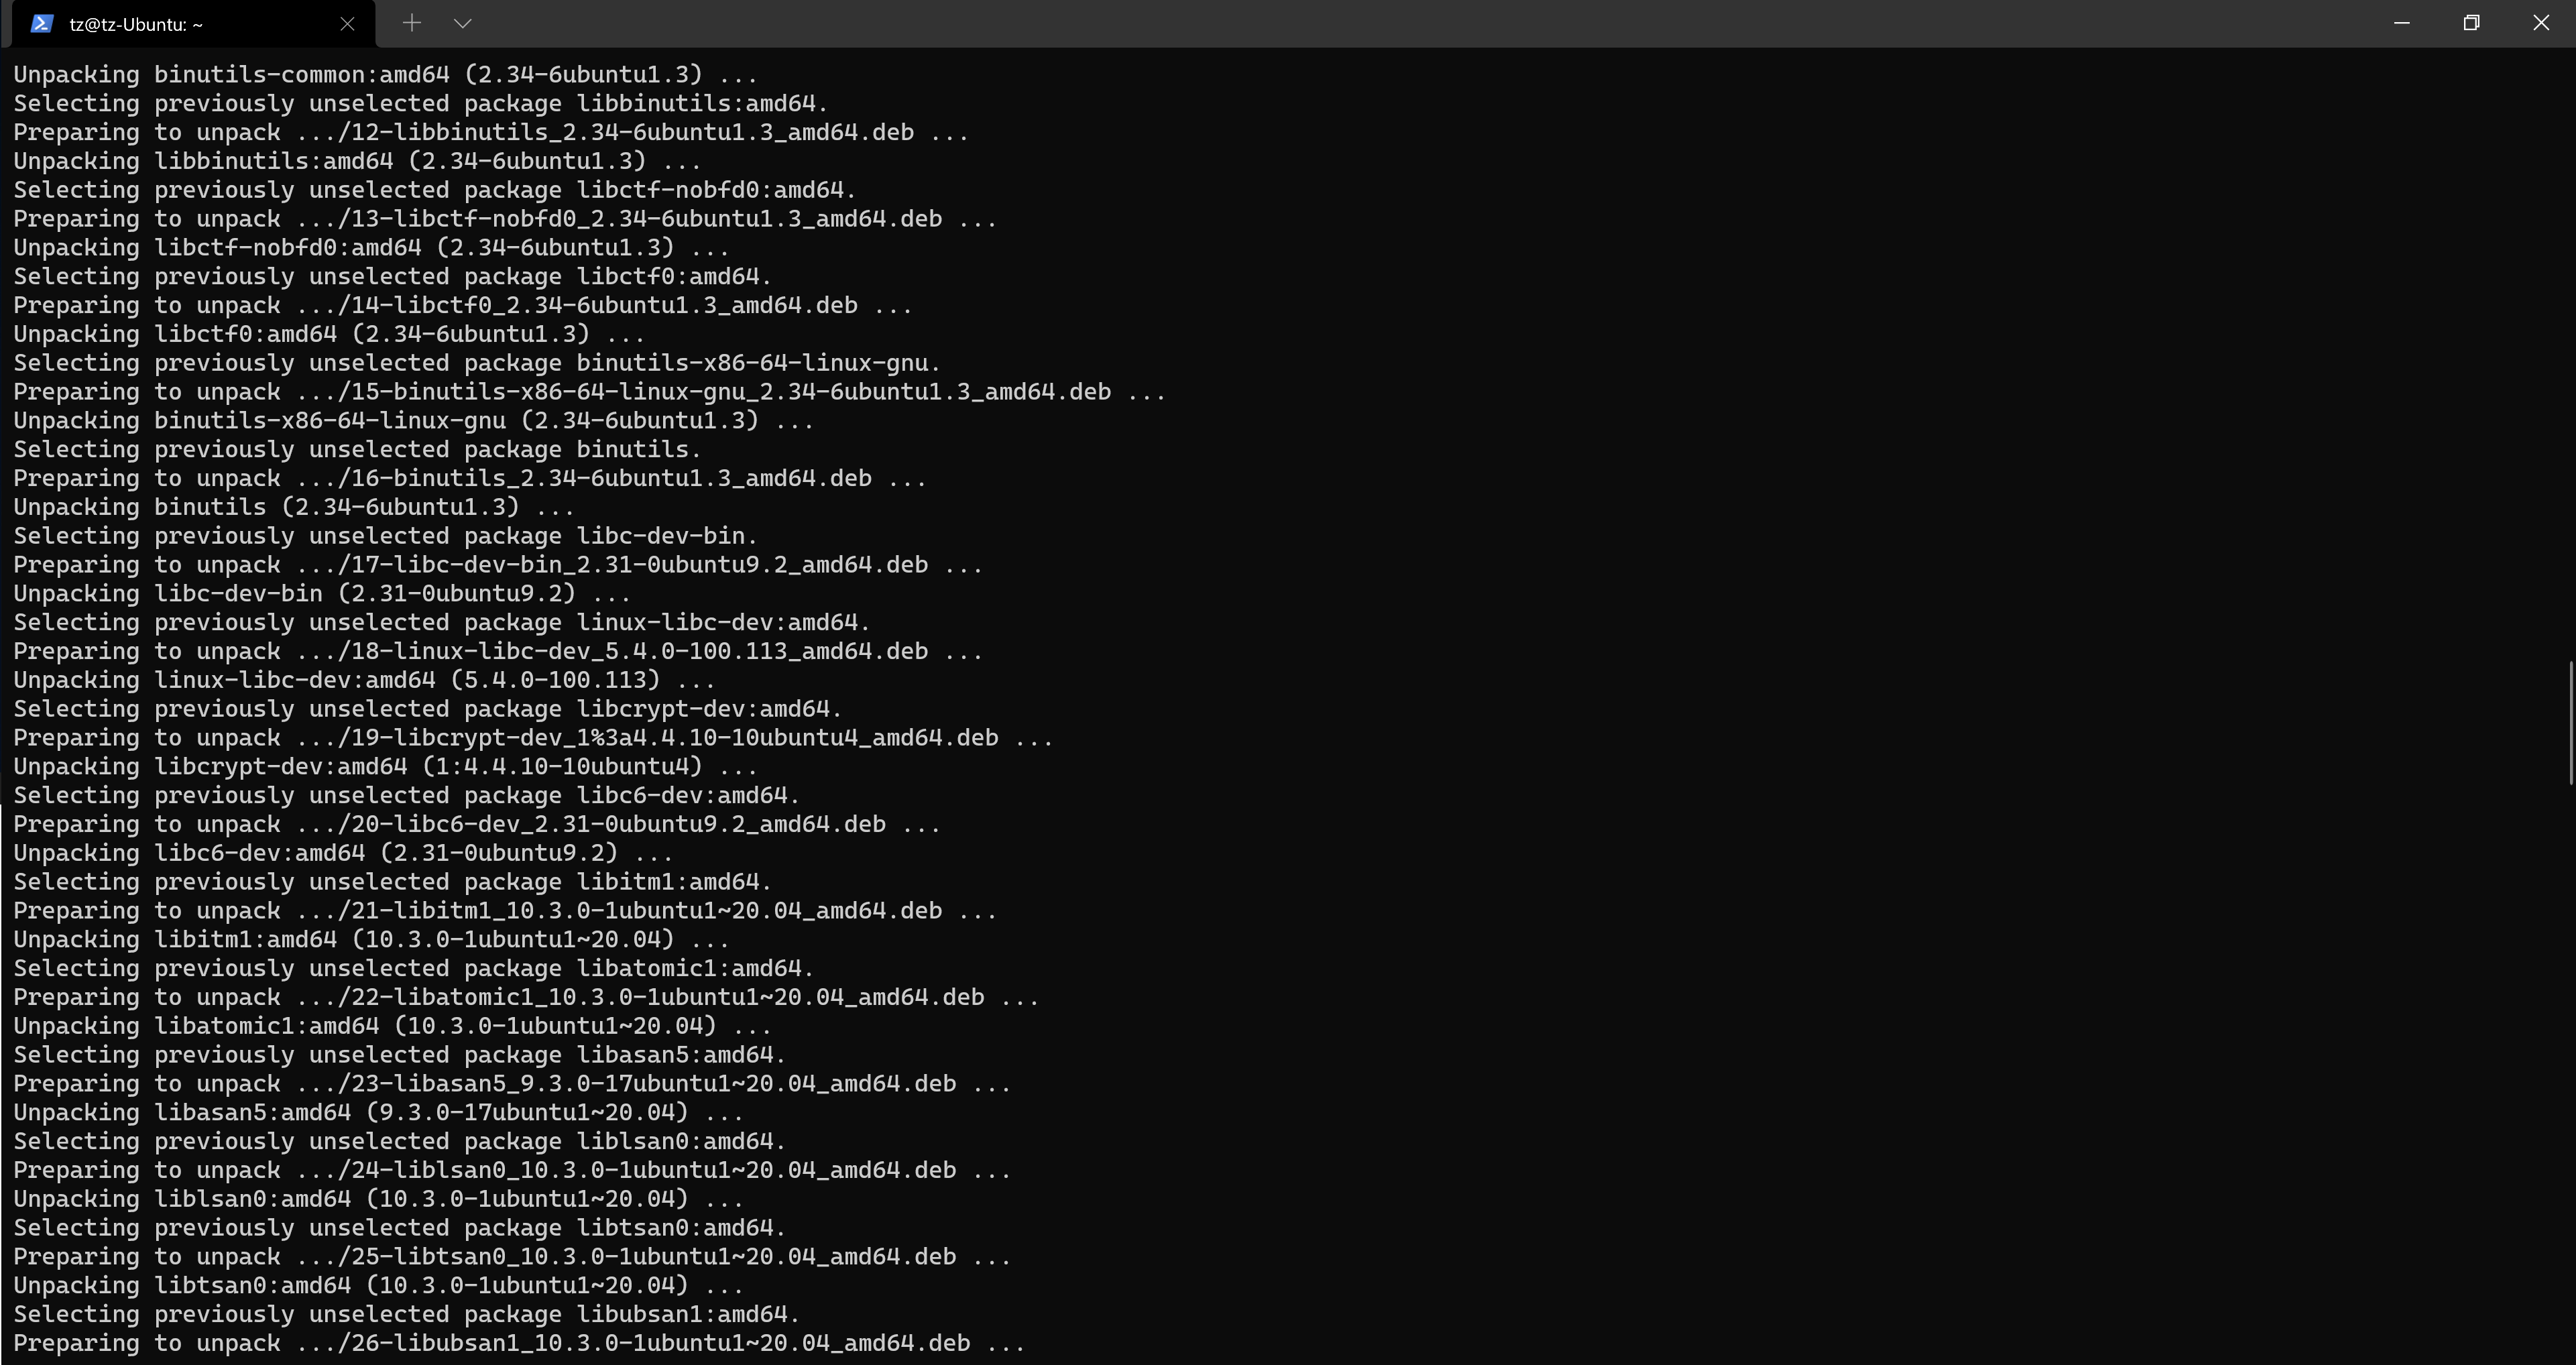 tz@tz-Ubuntu: ~
Unpacking binutils-common:amd64 (2.34-6ubuntu1.3) ...
Selecting previously unselected package libbinutils:amd64.
Preparing to unpack .../12-libbinutils_2.34-6ubuntu1.3_amd64.deb ...
Unpacking libbinutils:amd64 (2.34-6ubuntu1.3) ...
Selecting previously unselected package libctf-nobfd0:amd64.
Preparing to unpack .../13-libctf-nobfd0_2.34-6ubuntu1.3_amd64.deb ...
Unpacking libctf-nobfd0:amd64 (2.34-6ubuntu1.3) ...
Selecting previously unselected package libctf0:amd64.
Preparing to unpack .../14-libctf0_2.34-6ubuntu1.3_amd64.deb ...
Unpacking libctf0:amd64 (2.34-6ubuntu1.3) ...
Selecting previously unselected package binutils-x86-64-linux-gnu.
Preparing to unpack .../15-binutils-x86-64-linux-gnu_2.34-6ubuntu1.3_amd64.deb ...
Unpacking binutils-x86-64-linux-gnu (2.34-6ubuntu1.3) ...
Selecting previously unselected package binutils.
Preparing to unpack .../16-binutils_2.34-6ubuntu1.3_amd64.deb ...
Unpacking binutils (2.34-6ubuntu1.3) ...
Selecting previously unselected package libc-dev-bin.
Preparing to unpack .../17-libc-dev-bin_2.31-0ubuntu9.2_amd64.deb ...
Unpacking libc-dev-bin (2.31-0ubuntu9.2) ...
Selecting previously unselected package linux-libc-dev:amd64.
Preparing to unpack .../18-linux-libc-dev_5.4.0-100.113_amd64.deb ...
Unpacking linux-libc-dev:amd64 (5.4.0-100.113) ...
Selecting previously unselected package libcrypt-dev:amd64.
Preparing to unpack .../19-libcrypt-dev_1%3a4.4.10-10ubuntu4_amd64.deb ...
Unpacking libcrypt-dev:amd64 (1:4.4.10-10ubuntu4) ...
Selecting previously unselected package libc6-dev:amd64.
Preparing to unpack .../20-libc6-dev_2.31-0ubuntu9.2_amd64.deb ...
Unpacking libc6-dev:amd64 (2.31-0ubuntu9.2) ...
Selecting previously unselected package libitm1:amd64.
Preparing to unpack .../21-libitm1_10.3.0-1ubuntu1~20.04_amd64.deb ...
Unpacking libitm1:amd64 (10.3.0-1ubuntu1~20.04) ...
Selecting previously unselected package libatomic1:amd64.
Preparing to unpack .../22-libatomic1_10.3.0-1ubuntu1~20.04_amd64.deb ...
Unpacking libatomic1:amd64 (10.3.0-1ubuntu1~20.04) ...
Selecting previously unselected package libasan5:amd64.
Preparing to unpack .../23-libasan5_9.3.0-17ubuntu1~20.04_amd64.deb ...
Unpacking libasan5:amd64 (9.3.0-17ubuntu1~20.04) ...
Selecting previously unselected package liblsan0:amd64.
Preparing to unpack .../24-liblsan0_10.3.0-1ubuntu1~20.04_amd64.deb ...
Unpacking liblsan0:amd64 (10.3.0-1ubuntu1~20.04) ...
Selecting previously unselected package libtsan0:amd64.
Preparing to unpack .../25-libtsan0_10.3.0-1ubuntu1~20.04_amd64.deb ...
Unpacking libtsan0:amd64 (10.3.0-1ubuntu1~20.04) ...
Selecting previously unselected package libubsan1:amd64.
Preparing to unpack .../26-libubsan1_10.3.0-1ubuntu1~20.04_amd64.deb ...